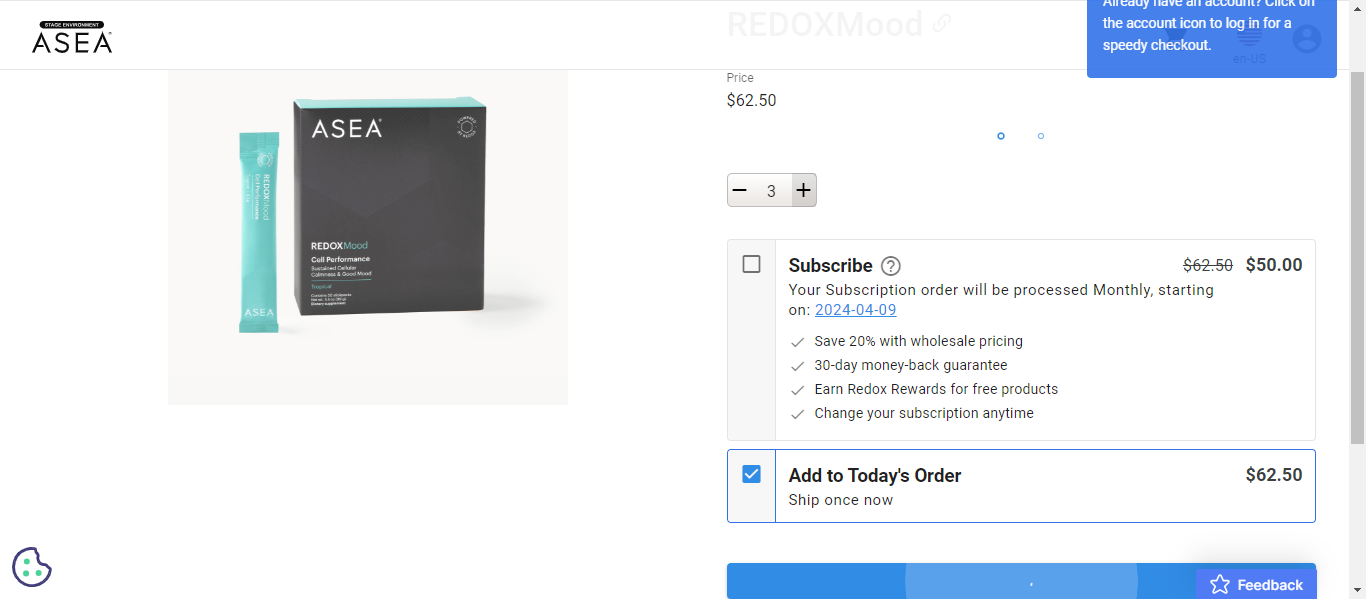 STAGE ENVIRONMENT
ASEA
REDOXMood
Already have an account? Click on
the account icon to log in for a
speedy checkout.
en-US
Price
$62.50
3
ASEA
REDOXMood
Cell Performance
Sustained Cellular
Calmness & Good Mood
Tropical
REDOXMood
Cell Performance
ASEA
Subscribe
$62.50 $50.00
Your Subscription order will be processed Monthly, starting
on: 2024-04-09
Save 20% with wholesale pricing
30-day money-back guarantee
Earn Redox Rewards for free products
Change your subscription anytime
Add to Today's Order
$62.50
Ship once now
Feedback